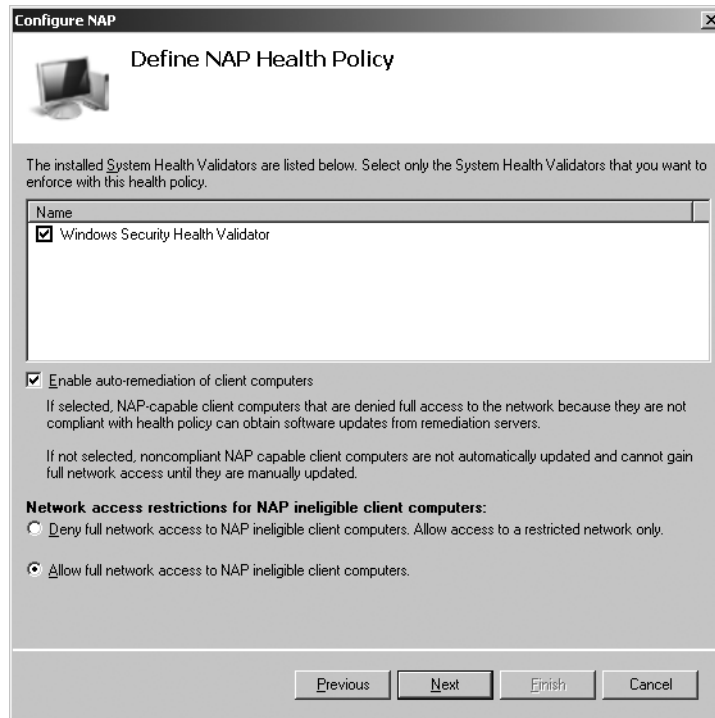 Configure NAP
Define NAP Health Policy
The installed System Health Validators are listed below. Select only the System Health Validators that you want to
enforce with this health policy.
Name
Windows Security Health Validator
Enable auto-remediation of client computers
If selected, NAP-capable client computers that are denied full access to the network because they are not
compliant with health policy can obtain software updates from remediation servers.
If not selected, noncompliant NAP capable client computers are not automatically updated and cannot gain
full network access until they are manually updated.
Network access restrictions for NAP ineligible client computers:
Deny full network access to NAP ineligible client computers. Allow access to a restricted network only.
Allow full network access to NAP ineligible client computers.
Previous Next Finish Cancel